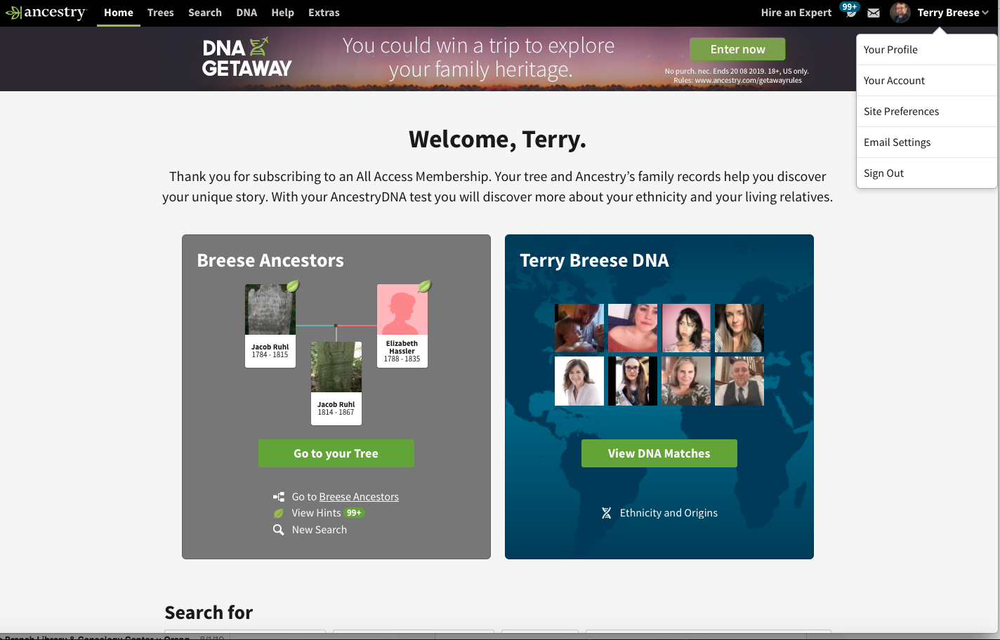 ancestry
Home Trees Search DNA Help Extras
Hire an Expert 99+ Terry Breese
Your Profile
Your Account
Site Preferences
Email Settings
Sign Out
DNA
GETAWAY
You could win a trip to explore
your family heritage.
Enter now
No purch. nec. Ends 20 08 2019. 18+, US only.
Rules: www.ancestry.com/getawayrules
Welcome, Terry.
Thank you for subscribing to an All Access Membership. Your tree and Ancestry’s family records help you discover
your unique story. With your AncestryDNA test you will discover more about your ethnicity and your living relatives.
Breese Ancestors
Jacob Ruhl
1784 - 1815
Elizabeth
Hassler
1788 - 1835
Jacob Ruhl
1814 - 1867
Go to your Tree
Go to Breese Ancestors
View Hints 99+
New Search
Terry Breese DNA
View DNA Matches
Ethnicity and Origins
Search for